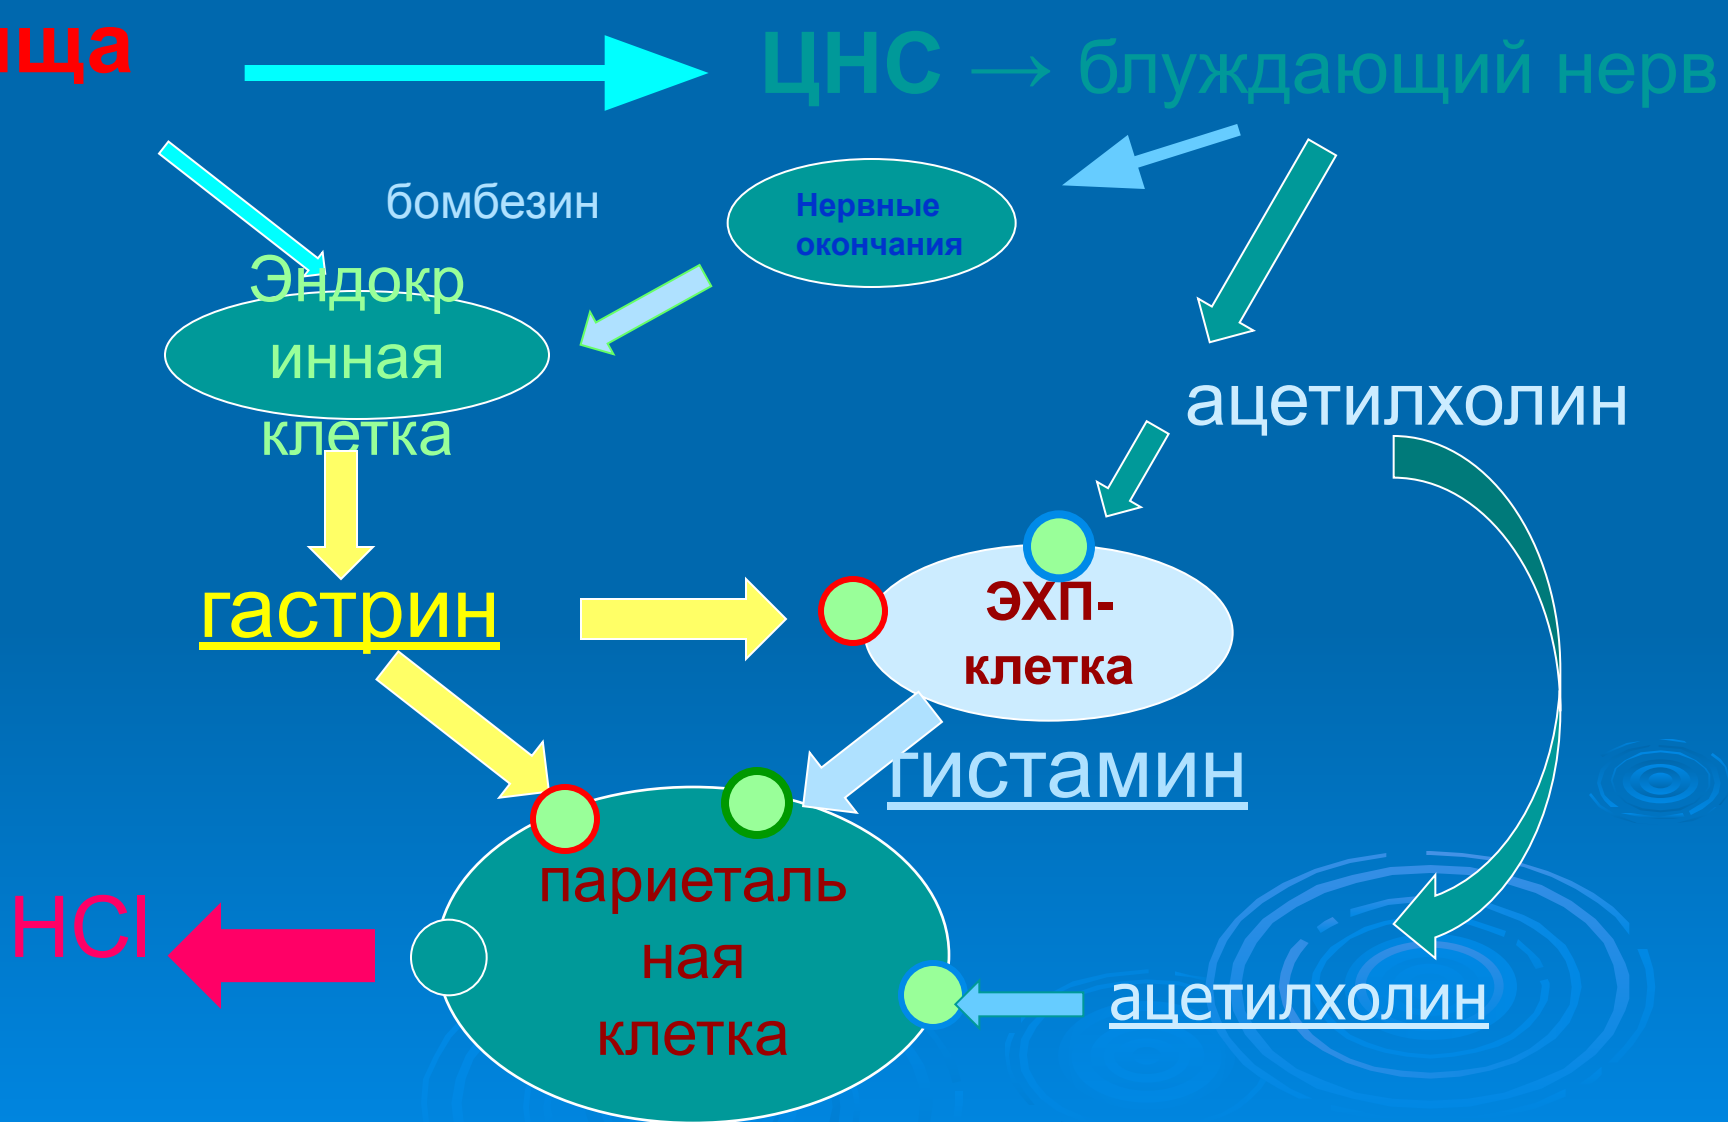 ища
ЦНС → блуждающий нерв
бомбезин
Нервные
окончания
Эндокр
инная
клетка
ацетилхолин
гастрин
ЭХП-
клетка
гистамин
париеталь
ная
клетка
HCl
ацетилхолин